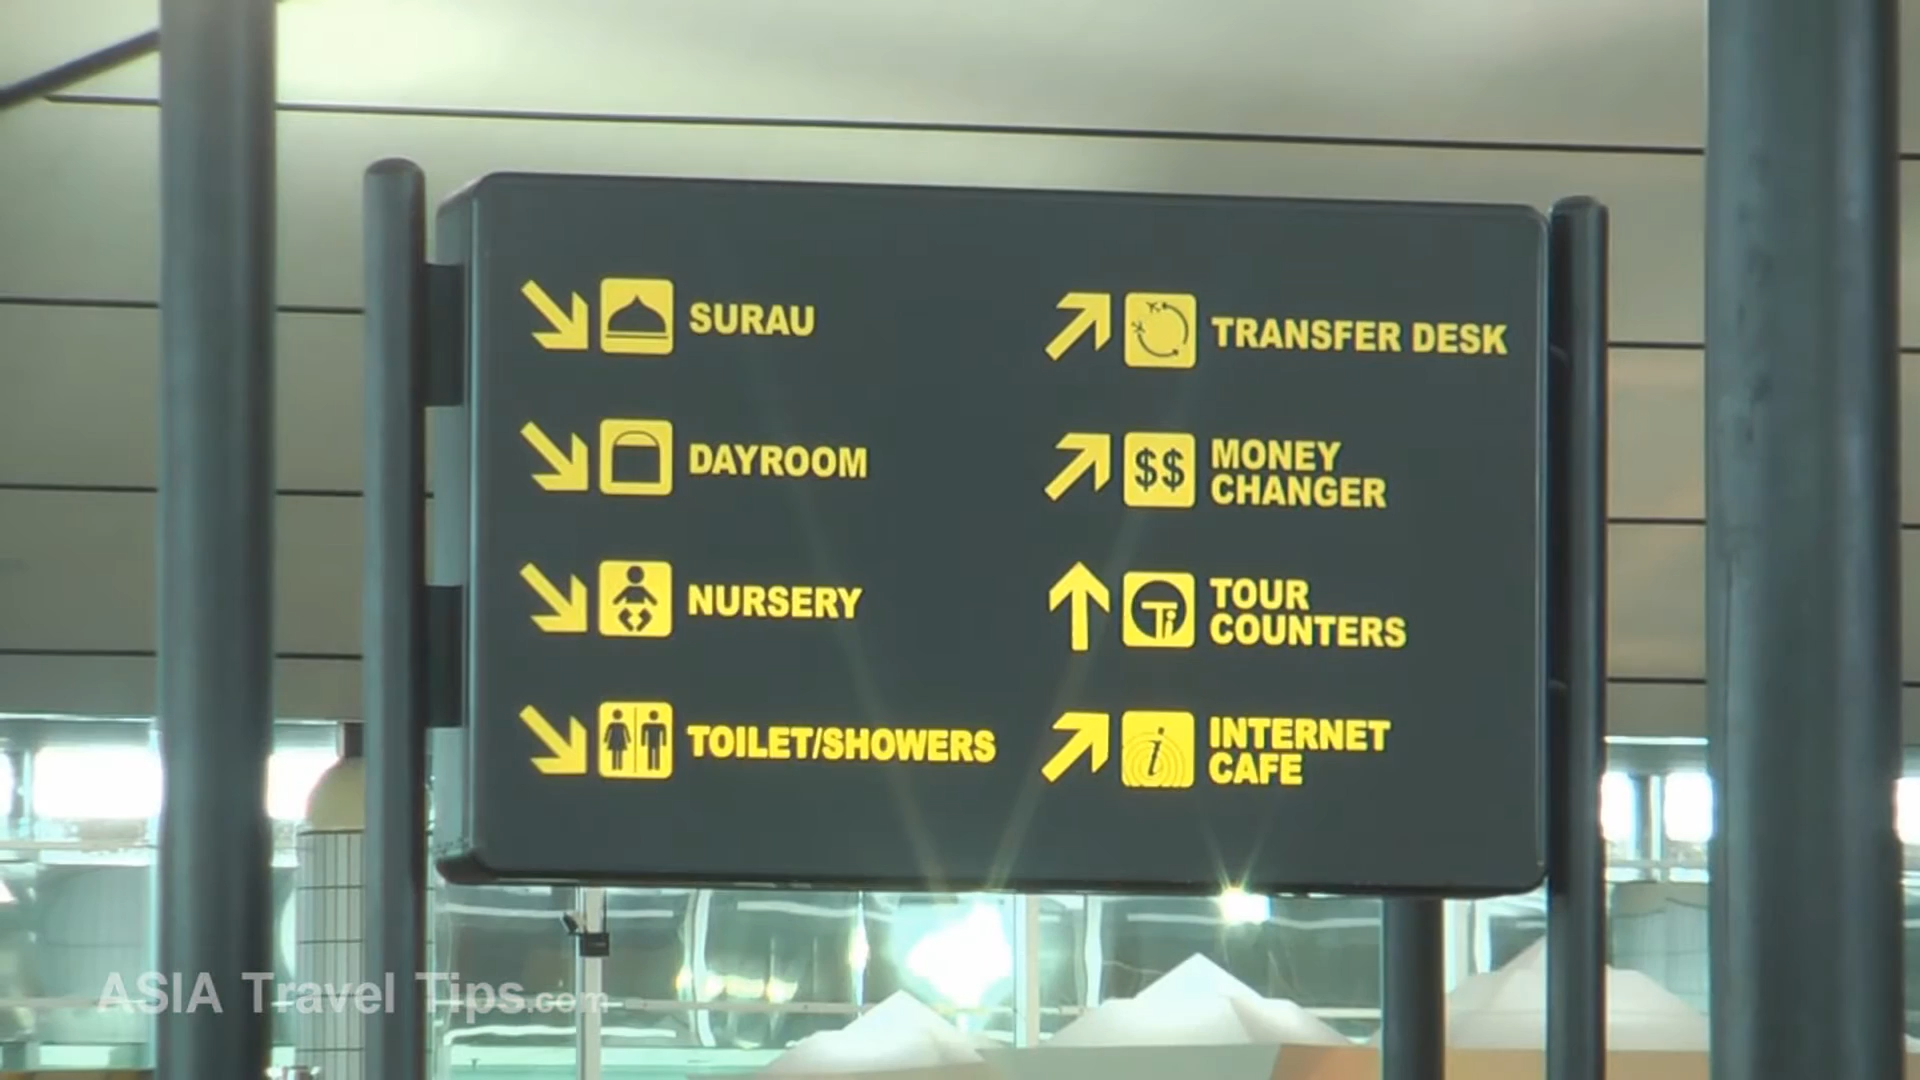 SURAU
DAYROOM
NURSERY
TOILET/SHOWERS
TRANSFER DESK
$$
MONEY
CHANGER
Ti
TOUR
COUNTERS
i
INTERNET
CAFE
ASIA Travel Tips.com